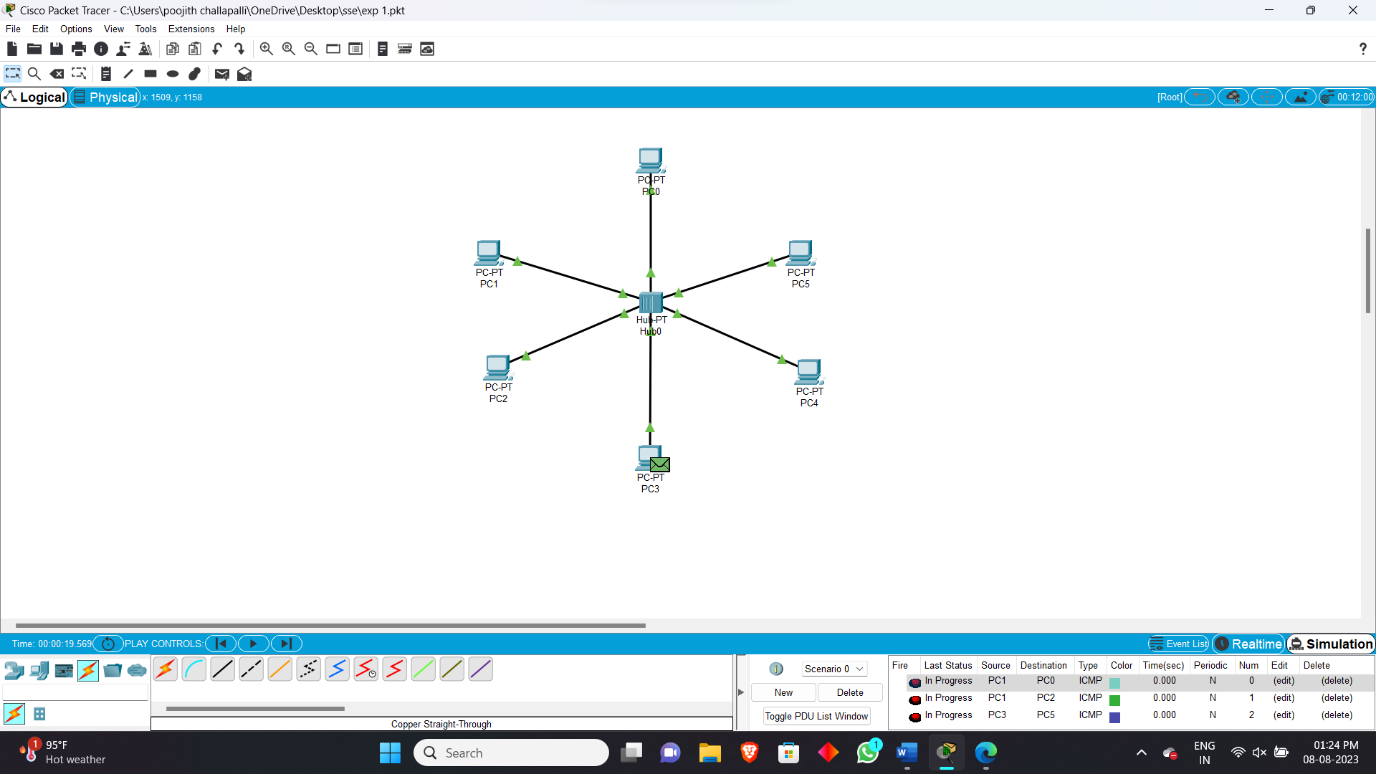 Cisco Packet Tracer - C:\Users\poojith challapalli\OneDrive\Desktop\sse\exp 1.pkt
File Edit Options View Tools Extensions Help
?
Logical Physical x: 1509, y: 1158 [Root] 00:12:00
PC-PT
PC0
PC-PT
PC1
PC-PT
PC5
Hub-PT
Hub0
PC-PT
PC2
PC-PT
PC4
PC-PT
PC3
Time: 00:00:19.569 PLAY CONTROLS: Event List Realtime Simulation
Scenario 0
New Delete
Toggle PDU List Window
Copper Straight-Through
Fire Last Status Source Destination Type Color Time(sec) Periodic Num Edit Delete
In Progress PC1 PC0 ICMP 0.000 N 0 (edit) (delete)
In Progress PC1 PC2 ICMP 0.000 N 1 (edit) (delete)
In Progress PC3 PC5 ICMP 0.000 N 2 (edit) (delete)
1
95°F
Hot weather
Search
1
ENG
IN
01:24 PM
08-08-2023